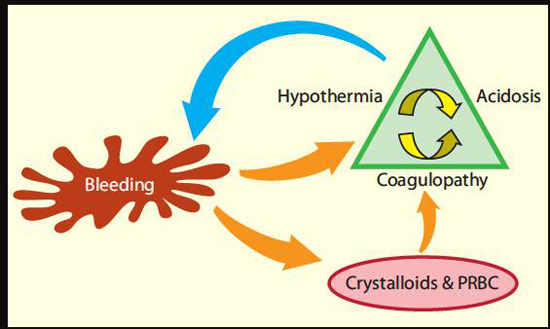 Hypothermia
Acidosis
Bleeding
Coagulopathy
Crystalloids & PRBC